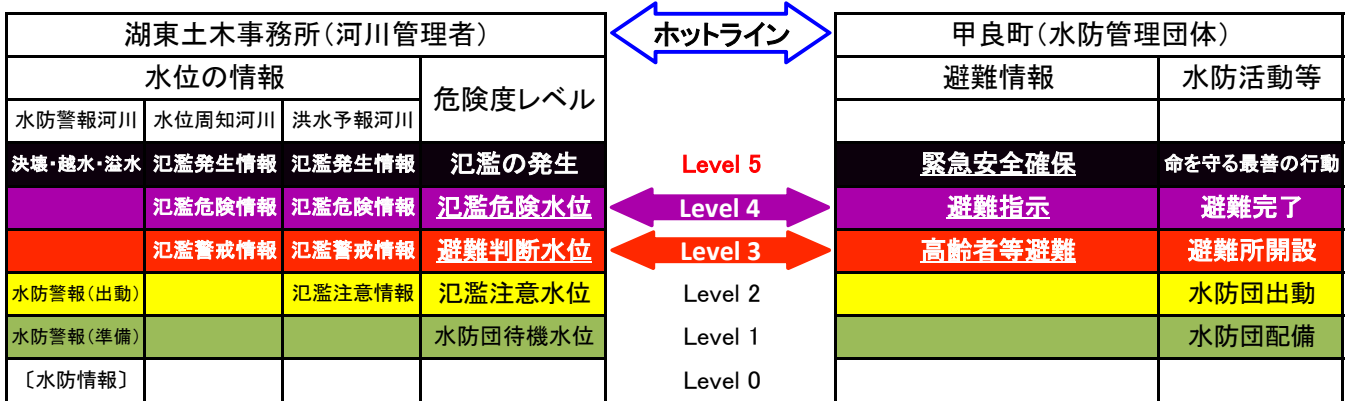 湖東土木事務所(河川管理者) ホットライン 甲良町(水防管理団体)
水位の情報 危険度レベル 避難情報 水防活動等
水防警報河川 水位周知河川 洪水予報河川
決壊・越水・溢水 氾濫発生情報 氾濫発生情報 氾濫の発生 Level 5 緊急安全確保 命を守る最善の行動
氾濫危険情報 氾濫危険情報 氾濫危険水位 Level 4 避難指示 避難完了
氾濫警戒情報 氾濫警戒情報 避難判断水位 Level 3 高齢者等避難 避難所開設
水防警報(出動) 氾濫注意情報 氾濫注意水位 Level 2 水防団出動
水防警報(準備) 水防団待機水位 Level 1 水防団配備
〔水防情報〕 Level 0